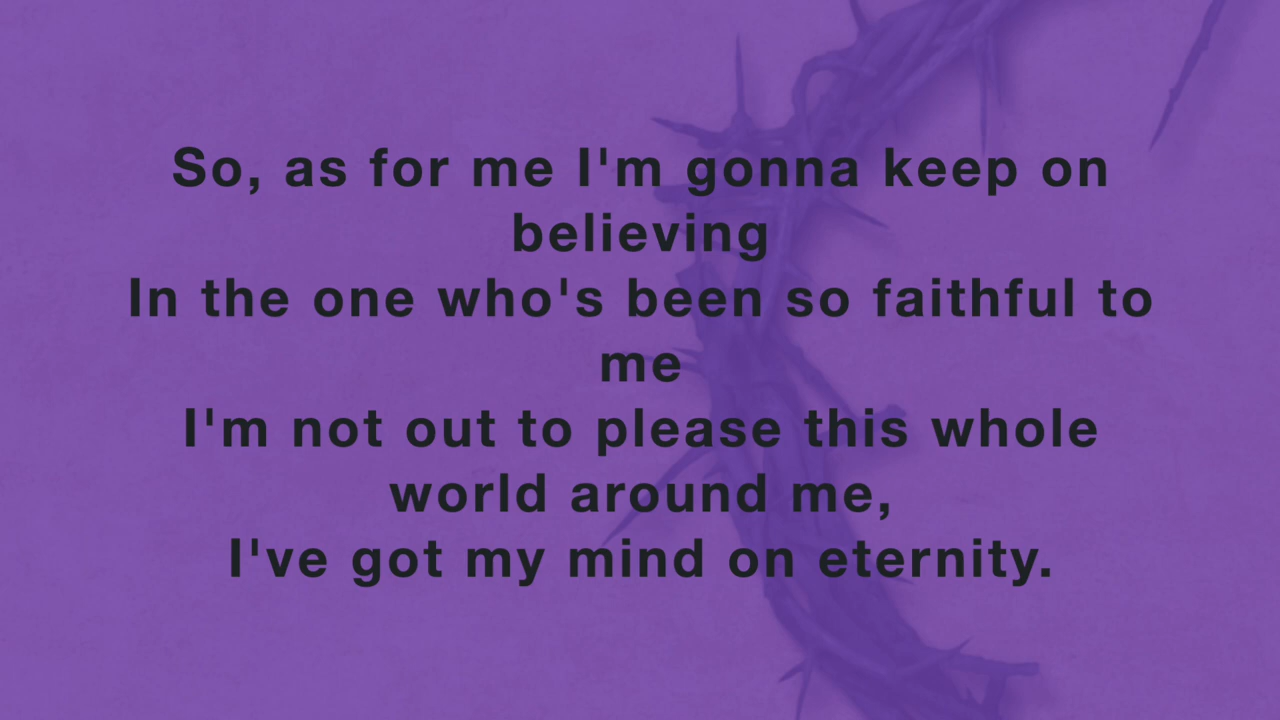 So, as for me I'm gonna keep on
believing
In the one who's been so faithful to
me
I'm not out to please this whole
world around me,
I've got my mind on eternity.